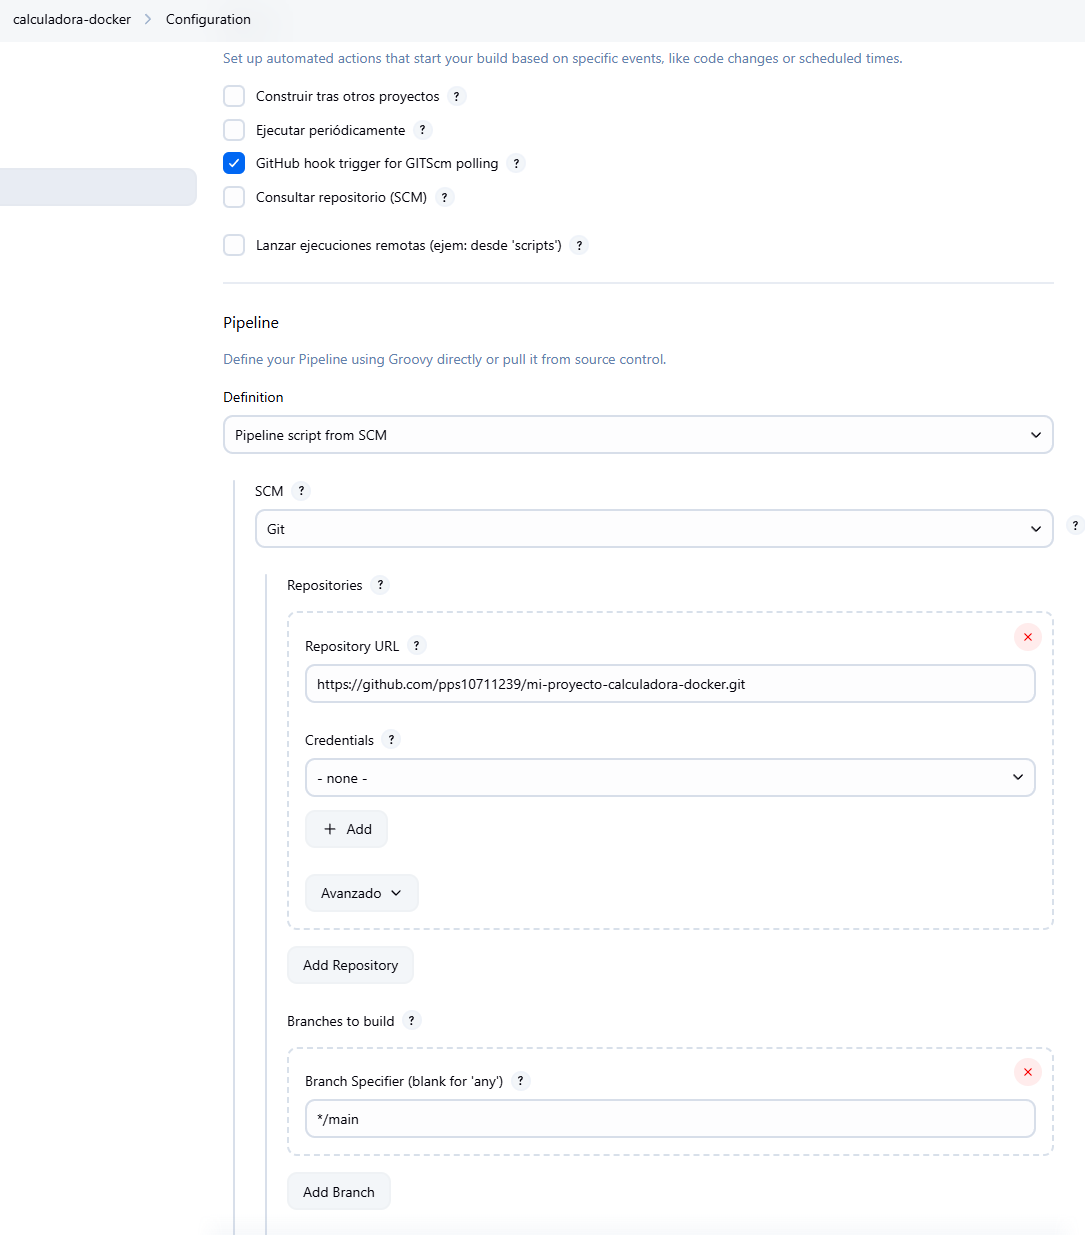 calculadora-docker > Configuration
Set up automated actions that start your build based on specific events, like code changes or scheduled times.
Construir tras otros proyectos ?
Ejecutar periódicamente ?
GitHub hook trigger for GITScm polling ?
Consultar repositorio (SCM) ?
Lanzar ejecuciones remotas (ejem: desde 'scripts') ?
Pipeline
Define your Pipeline using Groovy directly or pull it from source control.
Definition
Pipeline script from SCM
SCM ?
Git
?
Repositories ?
Repository URL ?
https://github.com/pps10711239/mi-proyecto-calculadora-docker.git
Credentials ?
- none -
+ Add
Avanzado
Add Repository
Branches to build ?
Branch Specifier (blank for 'any') ?
*/main
Add Branch